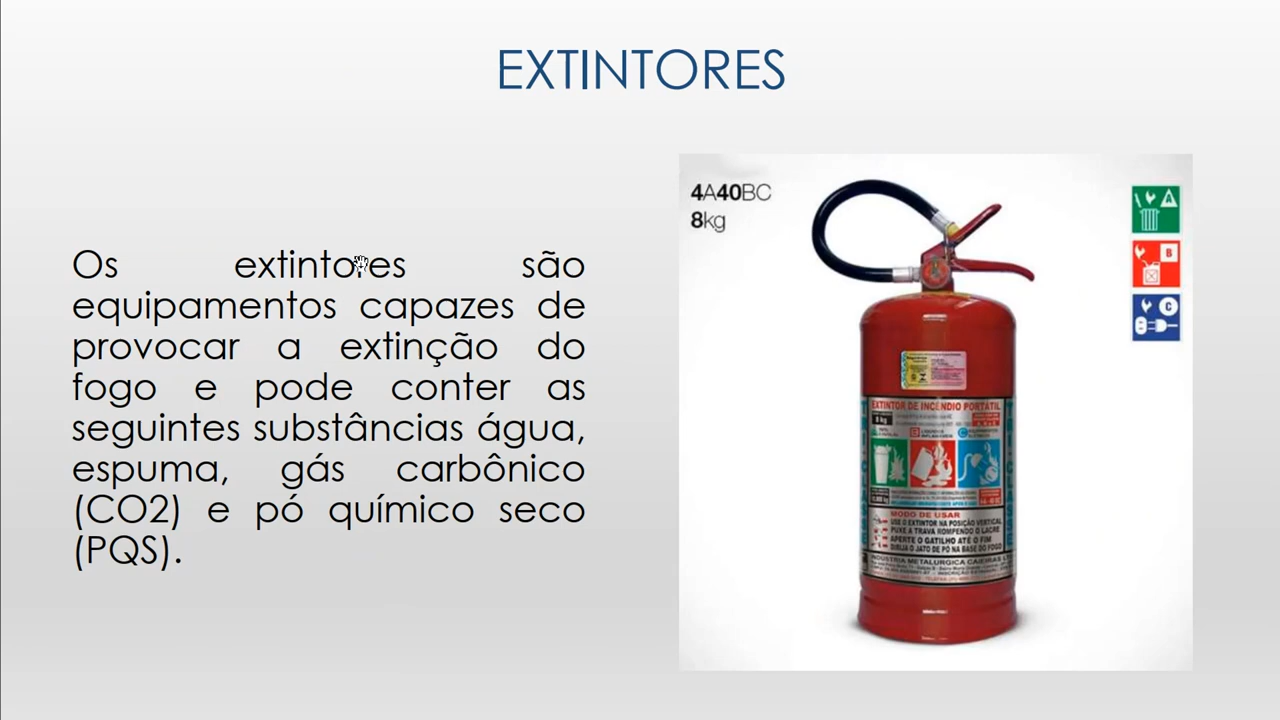 EXTINTORES
Os extintores são
equipamentos capazes de
provocar a extinção do
fogo e pode conter as
seguintes substâncias água,
espuma, gás carbônico
(CO2) e pó químico seco
(PQS).
4A40BC
8kg
A
B
C
EXTINTOR DE INCÊNDIO PORTÁTIL
8 kg
MODO DE USAR
USE O EXTINTOR NA POSIÇÃO VERTICAL
PUXE A TRAVA ROMPENDO O LACRE
APERTE O GATILHO ATÉ O FIM
DIRIJA O JATO DE PÓ NA BASE DO FOGO